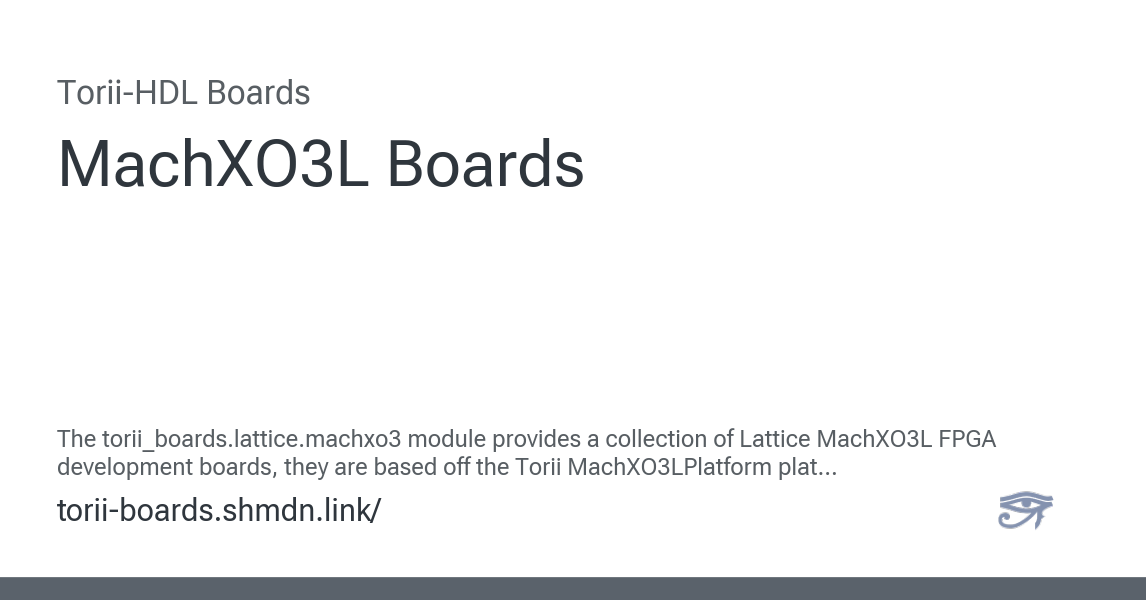 Torii-HDL Boards
MachXO3L Boards
The torii_boards.lattice.machxo3 module provides a collection of Lattice MachXO3L FPGA
development boards, they are based off the Torii MachXO3LPlatform plat...
torii-boards.shmdn.link/